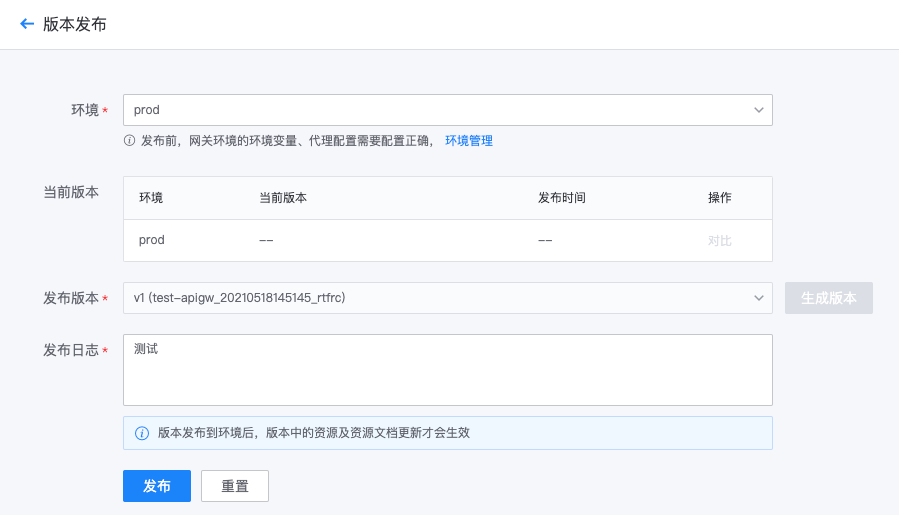 版本发布
环境 * prod
发布前，网关环境的环境变量、代理配置需要配置正确， 环境管理
当前版本 环境 当前版本 发布时间 操作
prod -- -- 对比
发布版本 * v1 (test-apigw_20210518145145_rtfrc) 生成版本
发布日志 * 测试
版本发布到环境后，版本中的资源及资源文档更新才会生效
发布 重置